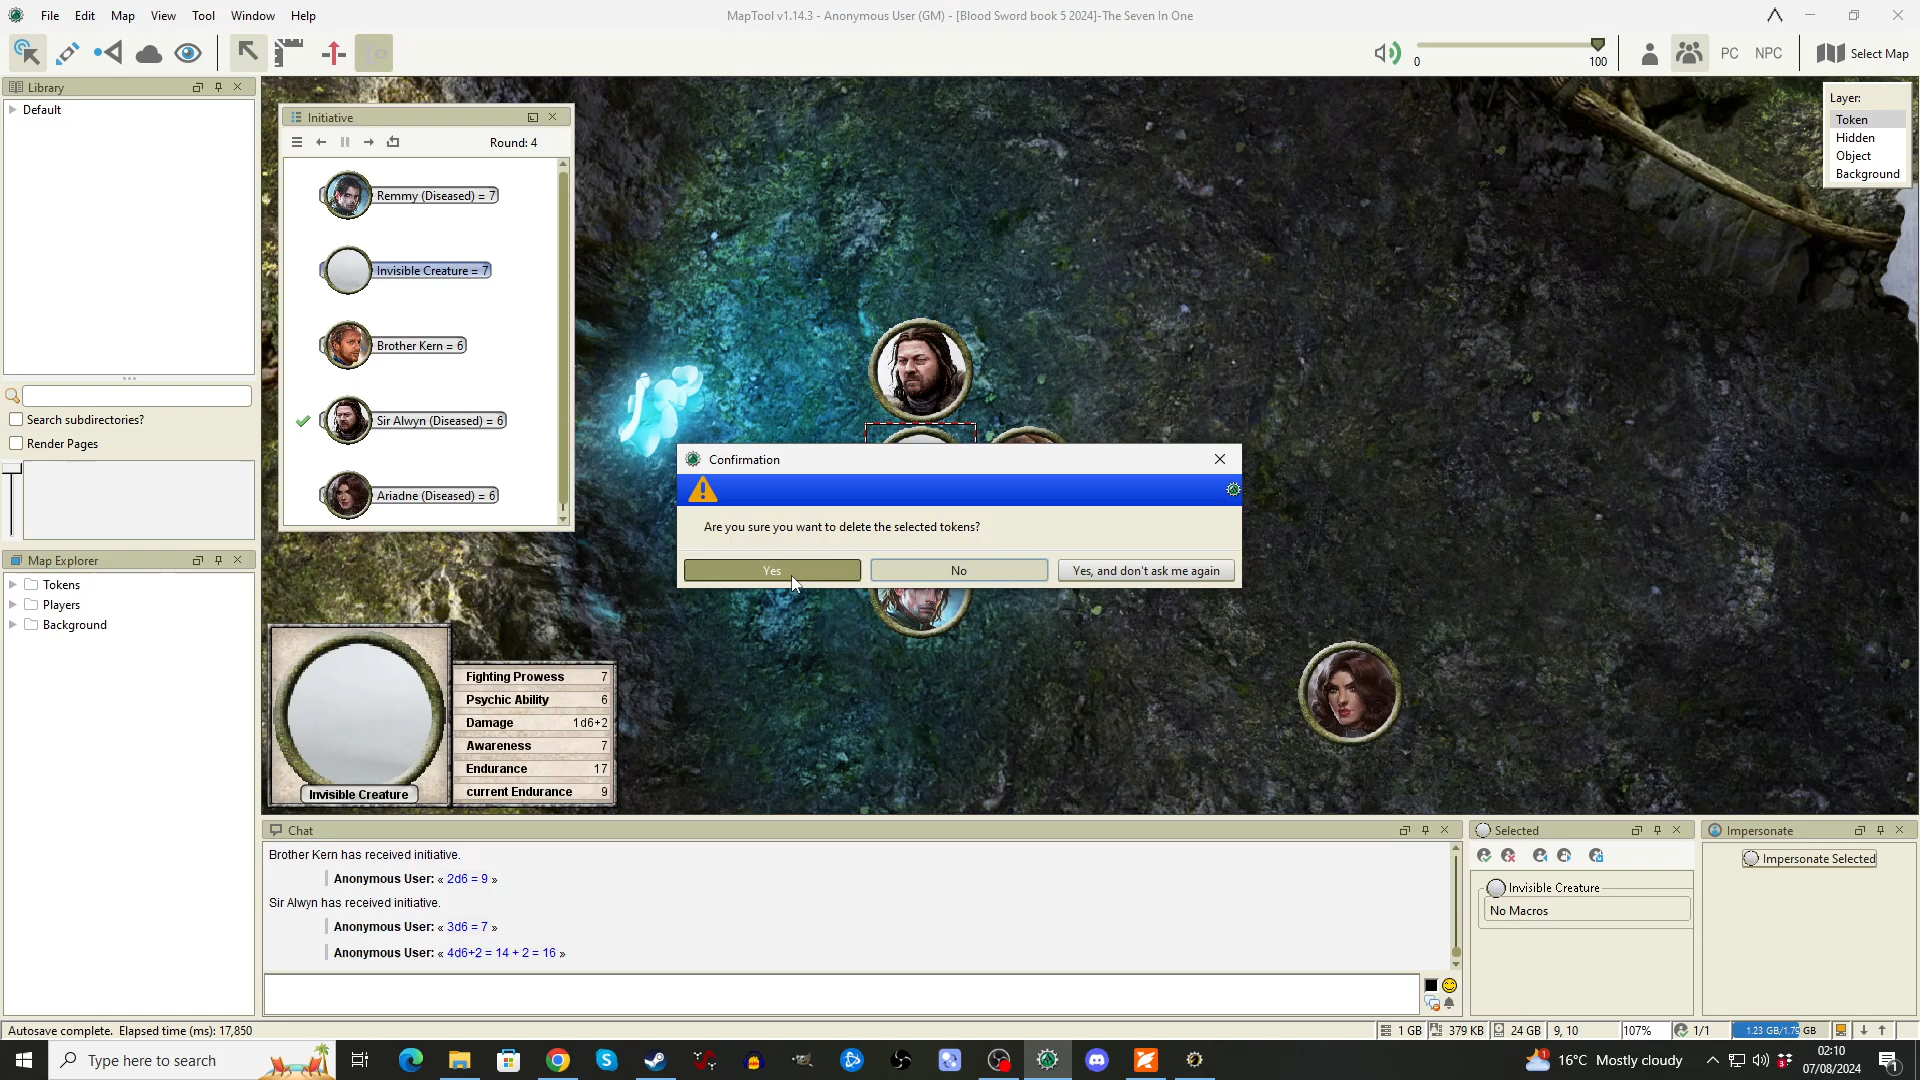 File Edit Map View Tool Window Help
MapTool v1.14.3 - Anonymous User (GM) - [Blood Sword book 5 2024]-The Seven In One
0 100
PC NPC
Select Map
Library
Default
Search subdirectories?
Render Pages
Map Explorer
Tokens
Players
Background
Initiative
Round: 4
Remmy (Diseased) = 7
Invisible Creature = 7
Brother Kern = 6
Sir Alwyn (Diseased) = 6
Ariadne (Diseased) = 6
Layer:
Token
Hidden
Object
Background
Confirmation
Are you sure you want to delete the selected tokens?
Yes No Yes, and don't ask me again
Invisible Creature
Fighting Prowess 7
Psychic Ability 6
Damage 1d6+2
Awareness 7
Endurance 17
current Endurance 9
Chat
Brother Kern has received initiative.
Anonymous User: « 2d6 = 9 »
Sir Alwyn has received initiative.
Anonymous User: « 3d6 = 7 »
Anonymous User: « 4d6+2 = 14 + 2 = 16 »
Selected
Invisible Creature
No Macros
Impersonate
Impersonate Selected
Autosave complete. Elapsed time (ms): 17,850
1 GB 379 KB 24 GB 9, 10 107% 1/1 1.23 GB/1.79 GB
Type here to search
16°C Mostly cloudy
02:10
07/08/2024